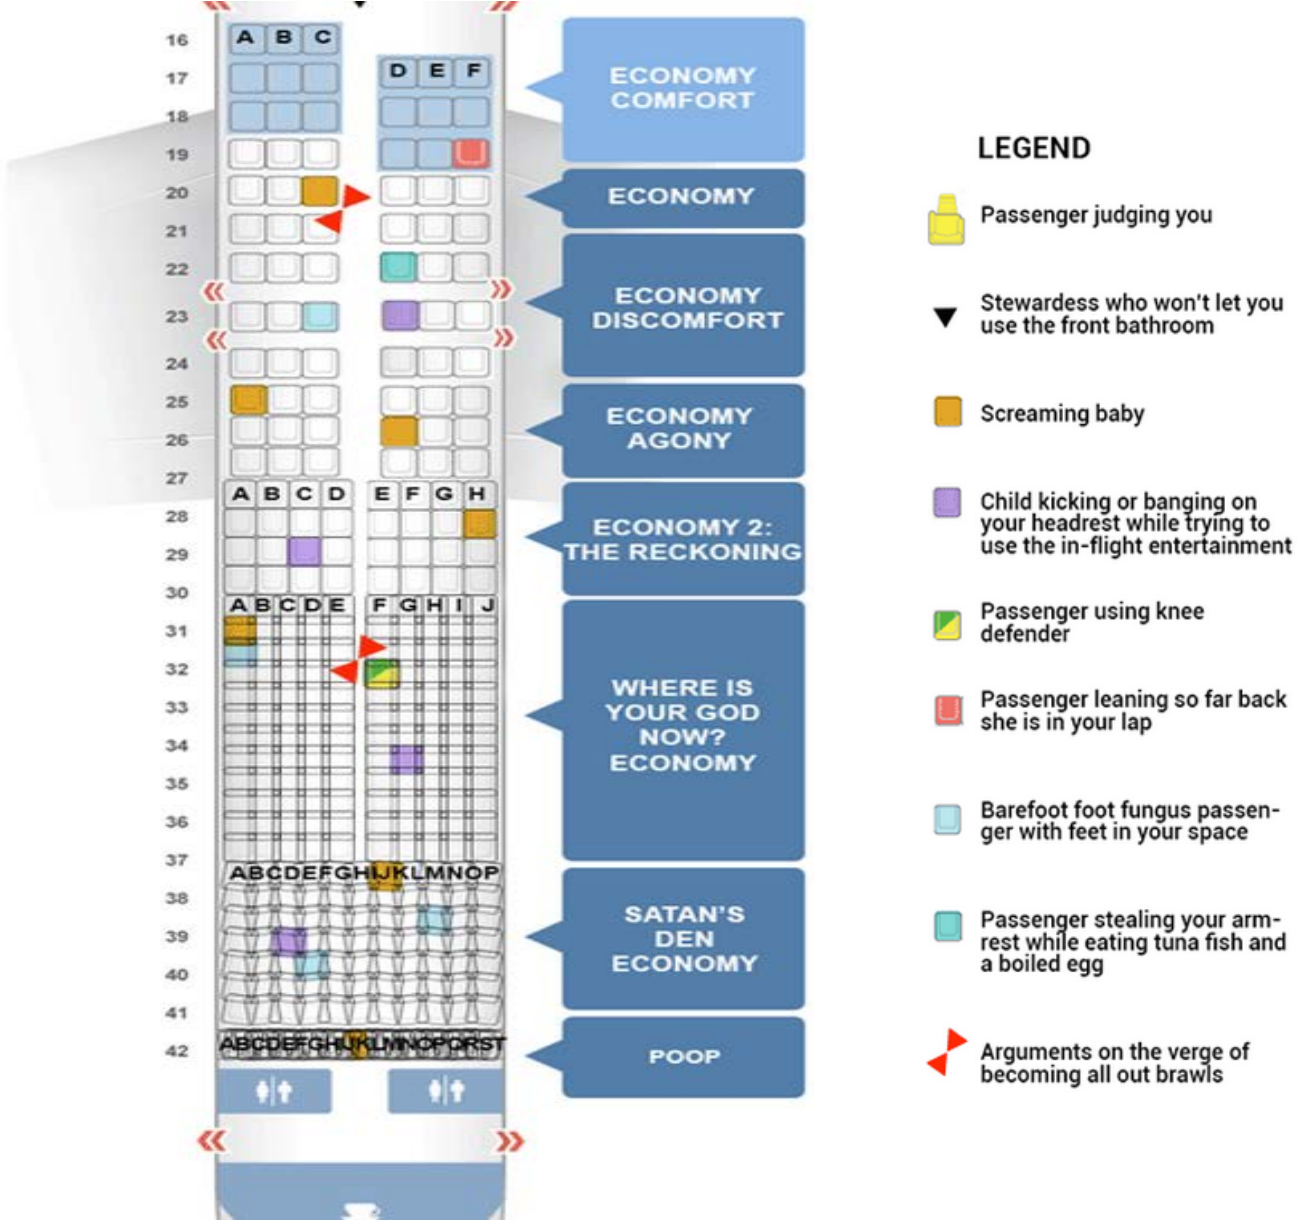 16
A B C
17
D E F
18
19
20
21
22
23
24
25
26
27
A B C D E F G H
28
29
30
A B C D E F G H I J
31
32
33
34
35
36
37
ABCDEFGHIJKLMNOP
38
39
40
41
42
ABCDEFGHIJKLMNOPQRST
ECONOMY
COMFORT
ECONOMY
ECONOMY
DISCOMFORT
ECONOMY
AGONY
ECONOMY 2:
THE RECKONING
WHERE IS
YOUR GOD
NOW?
ECONOMY
SATAN'S
DEN
ECONOMY
POOP
LEGEND
Passenger judging you
Stewardess who won't let you
use the front bathroom
Screaming baby
Child kicking or banging on
your headrest while trying to
use the in-flight entertainment
Passenger using knee
defender
Passenger leaning so far back
she is in your lap
Barefoot foot fungus passen-
ger with feet in your space
Passenger stealing your arm-
rest while eating tuna fish and
a boiled egg
Arguments on the verge of
becoming all out brawls